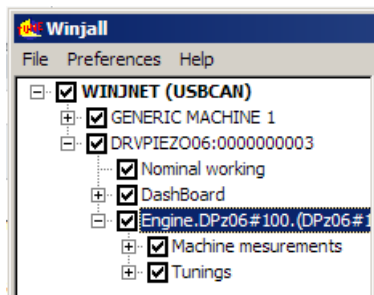 Winjall
File Preferences Help
WINJNET (USBCAN)
GENERIC MACHINE 1
DRVPIEZO06:0000000003
Nominal working
DashBoard
Engine.DPz06#100.(DPz06#1
Machine mesurements
Tunings